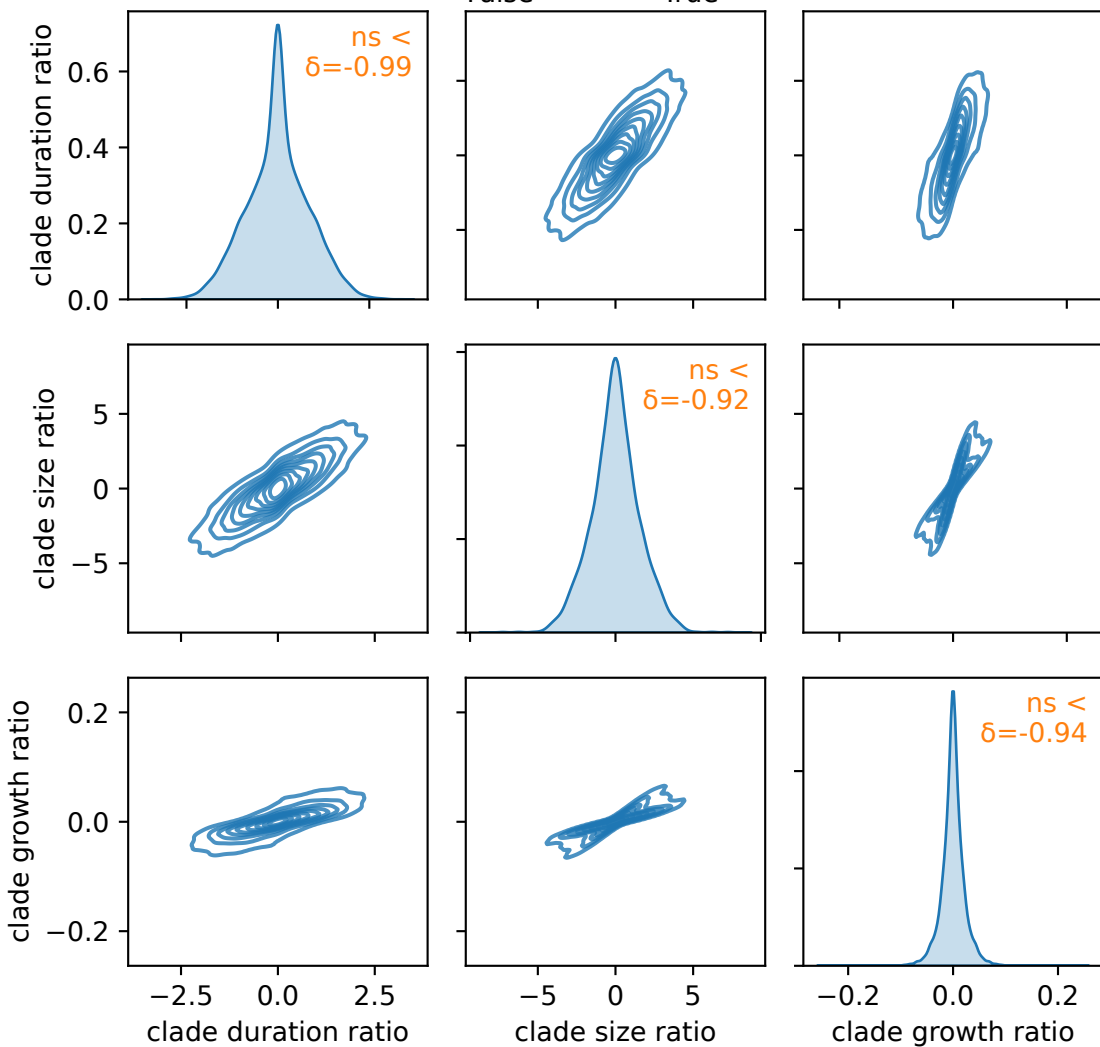 clade duration ratio
0.6
0.4
0.2
0.0
ns <
δ=-0.99
clade size ratio
5
0
−5
ns <
δ=-0.92
clade growth ratio
0.2
0.0
−0.2
ns <
δ=-0.94
−2.5 0.0 2.5
−5 0 5
−0.2 0.0 0.2
clade duration ratio
clade size ratio
clade growth ratio